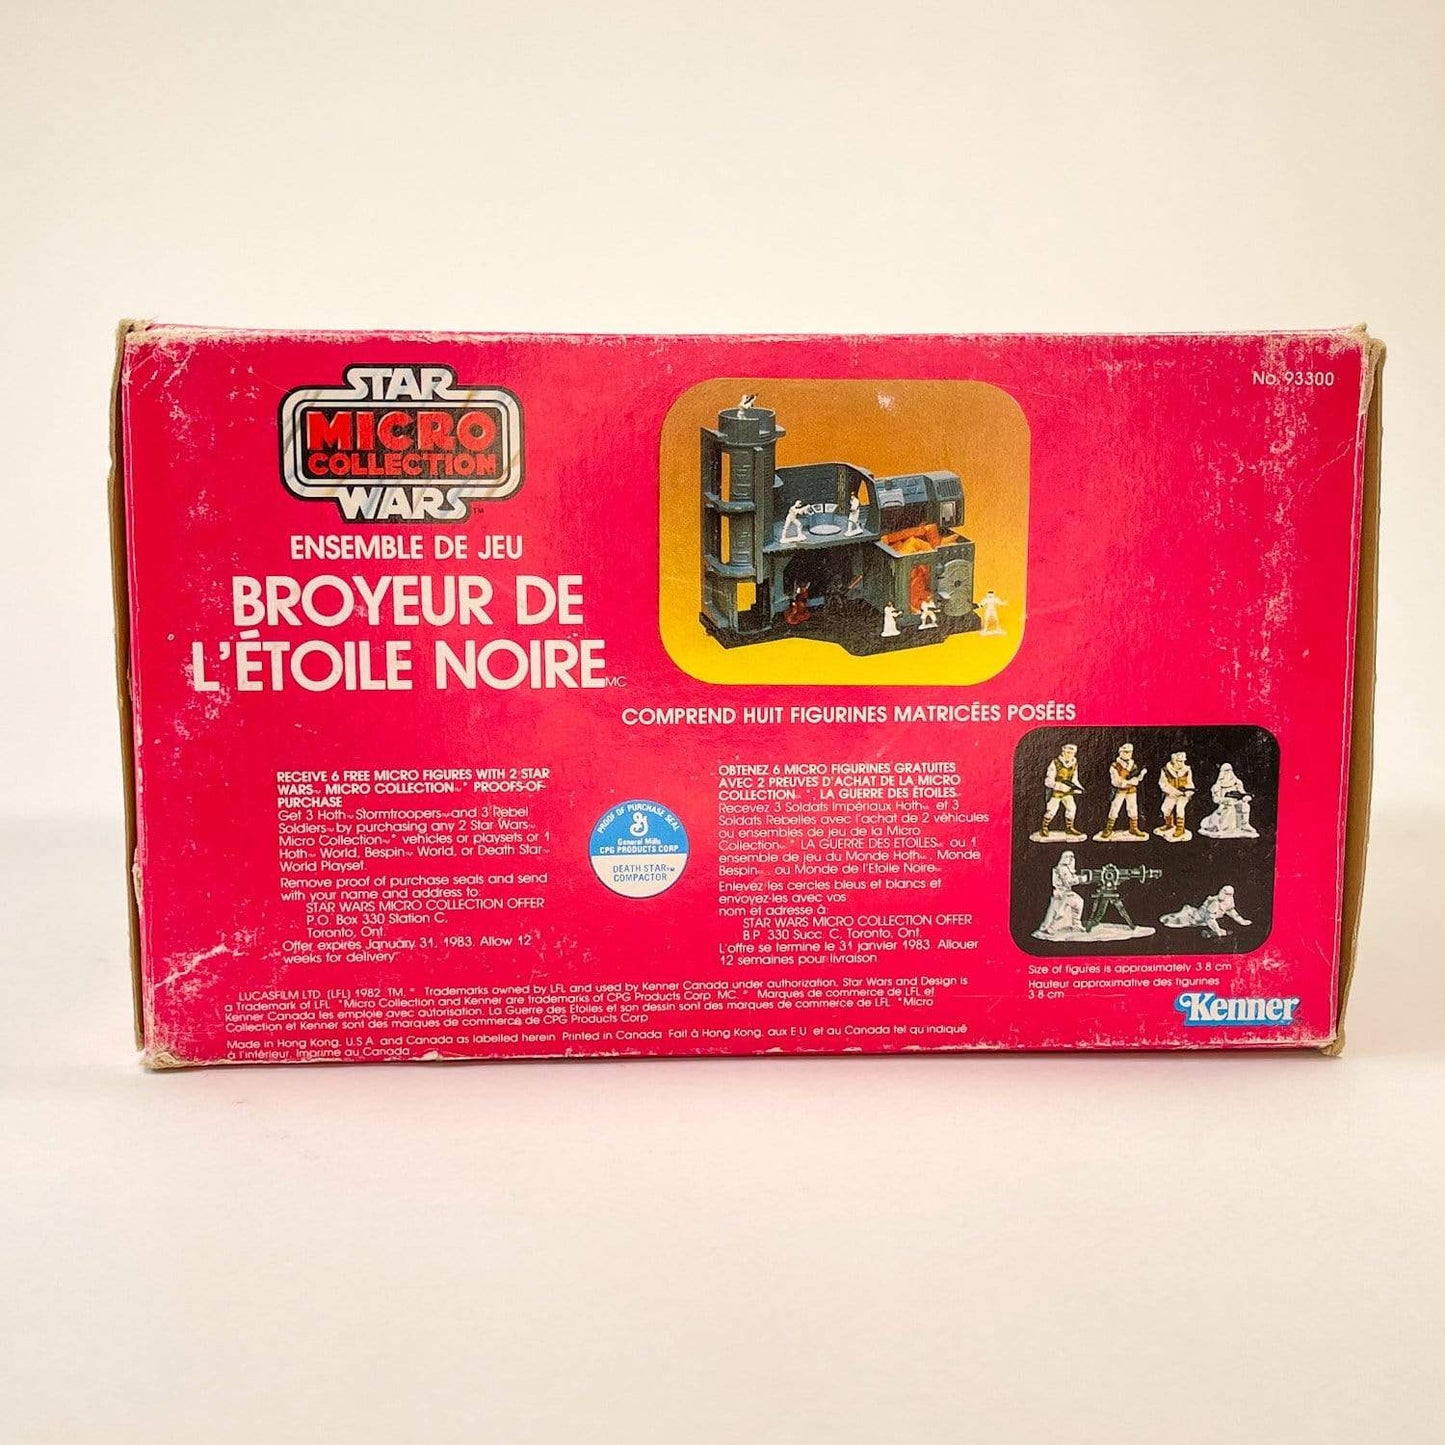 STAR
MICRO
COLLECTION
WARS TM
No. 93300
ENSEMBLE DE JEU
BROYEUR DE
L'ÉTOILE NOIRE MC
COMPREND HUIT FIGURINES MATRICÉES POSÉES
RECEIVE 6 FREE MICRO FIGURES WITH 2 STAR
WARS™ MICRO COLLECTION™* PROOFS-OF-
PURCHASE
Get 3 Hoth™ Stormtroopers and 3 Rebel
Soldiers™ by purchasing any 2 Star Wars™
Micro Collection™* vehicles or playsets or 1
Hoth™ World, Bespin™ World, or Death Star™
World Playset.
Remove proof of purchase seals and send
with your name and address to:
STAR WARS MICRO COLLECTION OFFER
P.O. Box 330 Station C.
Toronto, Ont.
Offer expires January 31, 1983. Allow 12
weeks for delivery
PROOF OF PURCHASE SEAL
G
General Mills
CPG PRODUCTS CORP
DEATH STAR™
COMPACTOR
OBTENEZ 6 MICRO FIGURINES GRATUITES
AVEC 2 PREUVES D'ACHAT DE LA MICRO
COLLECTION LA GUERRE DES ÉTOILES
Recevez 3 Soldats Impériaux Hoth et 3
Soldats Rebelles avec l'achat de 2 véhicules
ou ensembles de jeu de la Micro
Collection LA GUERRE DES ETOILES ou 1
ensemble de jeu du Monde Hoth, Monde
Bespin, ou Monde de l'Etoile Noire
Enlevez les cercles bleus et blancs et
envoyez-les avec vos
nom et adresse à
STAR WARS MICRO COLLECTION OFFER
B.P. 330 Succ. C. Toronto, Ont.
L'offre se termine le 31 janvier 1983. Allouer
12 semaines pour livraison
Size of figures is approximately 3 8 cm
Hauteur approximative des figurines
3 8 cm
Kenner
LUCASFILM LTD (LFL) 1982 TM. * Trademarks owned by LFL and used by Kenner Canada under authorization. Star Wars and Design is
a Trademark of LFL *Micro Collection and Kenner are trademarks of CPG Products Corp MC. * Marques de commerce de LFL et
Kenner Canada les emploie avec autorisation. La Guerre des Etoiles et son dessin sont des marques de commerce de LFL *Micro
Collection et Kenner sont des marques de commerce de CPG Products Corp
Made in Hong Kong, U.S.A. and Canada as labelled herein Printed in Canada Fait à Hong Kong, aux E U et au Canada tel qu'indiqué
à l'intérieur. Imprime au Canada